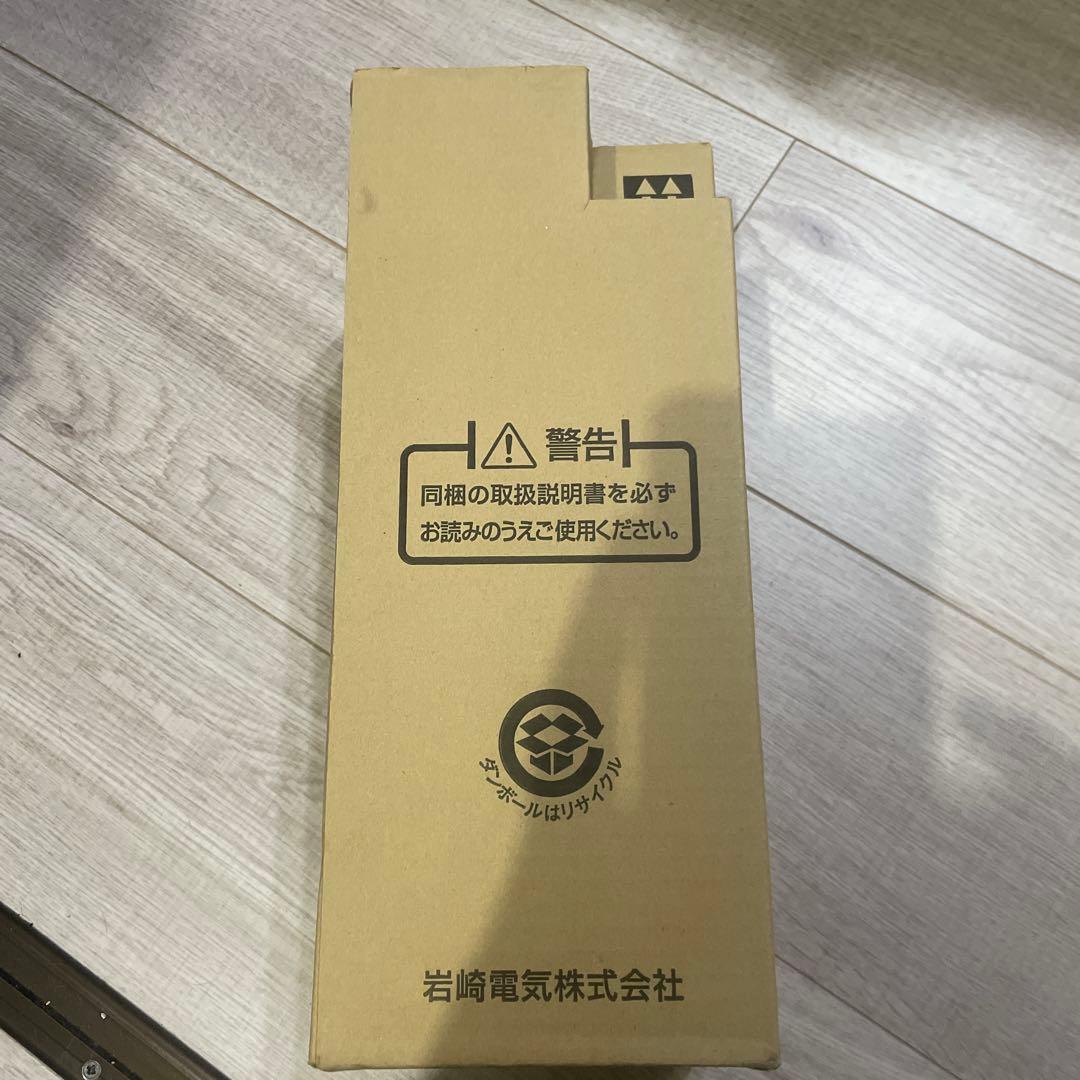 警告
同梱の取扱説明書を必ず
お読みのうえご使用ください。
ダンボールはリサイクル
岩崎電気株式会社